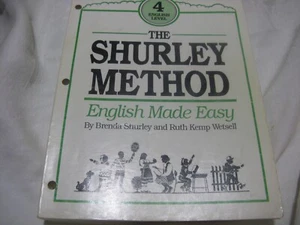 4
ENGLISH
LEVEL
THE
SHURLEY
METHOD
English Made Easy
By Brenda Shurley and Ruth Kemp Wetsell